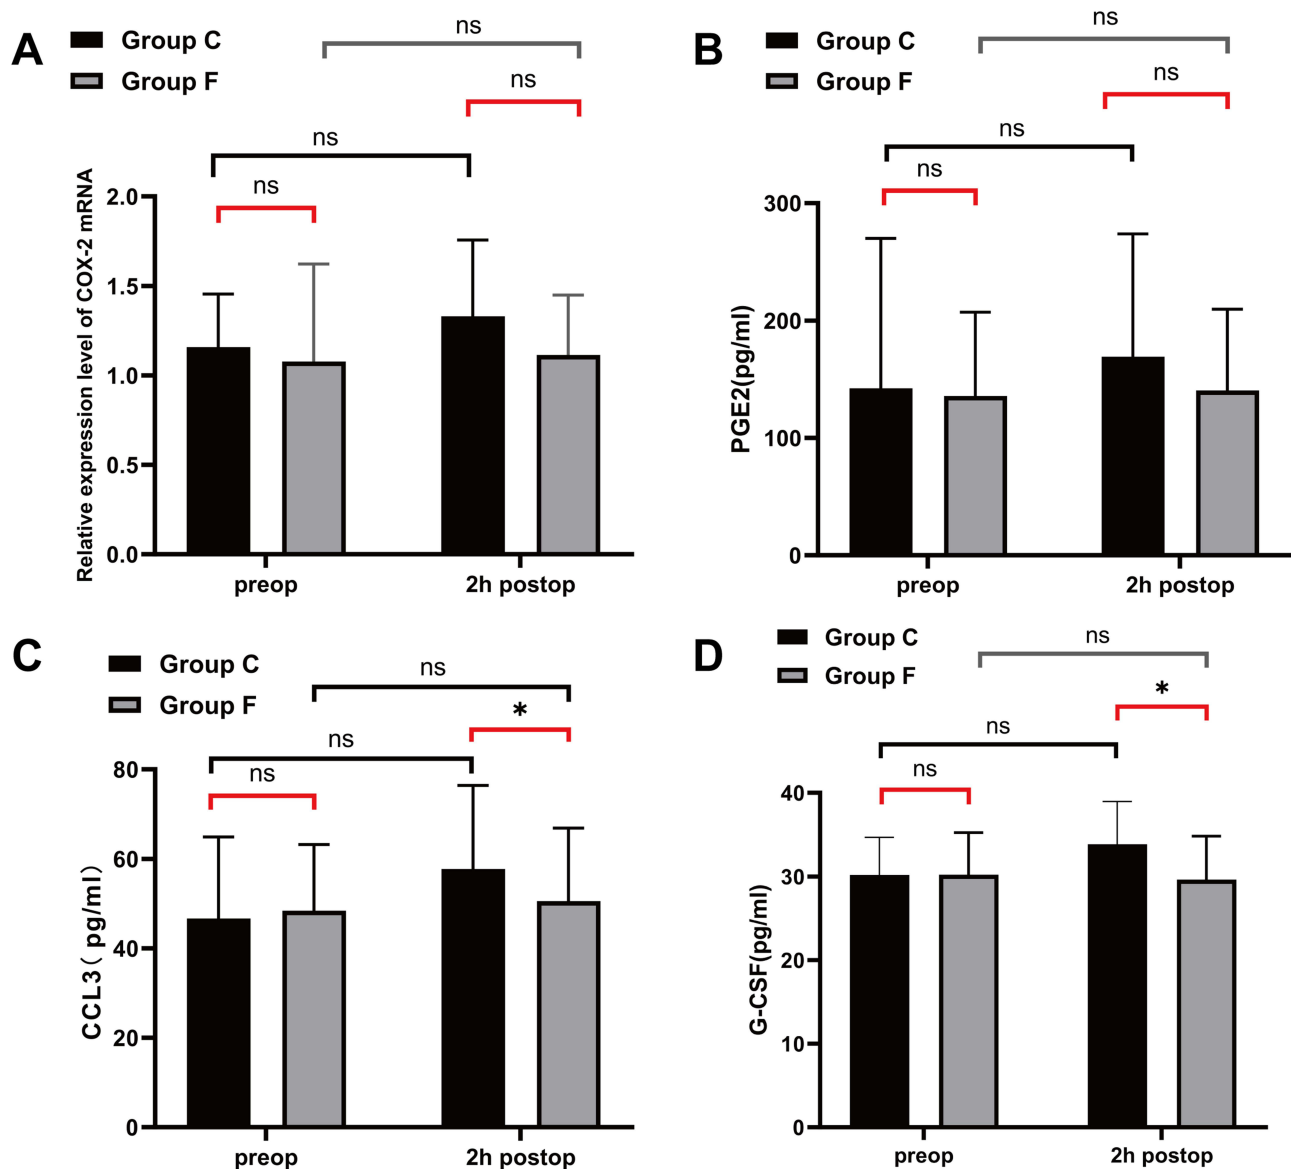 A
Group C
Group F
ns
ns
ns
ns
Relative expression level of COX-2 mRNA
2.0
1.5
1.0
0.5
0.0
preop
2h postop
B
Group C
Group F
ns
ns
ns
ns
PGE2(pg/ml)
300
200
100
0
preop
2h postop
C
Group C
Group F
ns
*
ns
ns
CCL3( pg/ml)
80
60
40
20
0
preop
2h postop
D
Group C
Group F
ns
*
ns
ns
G-CSF(pg/ml)
40
30
20
10
0
preop
2h postop